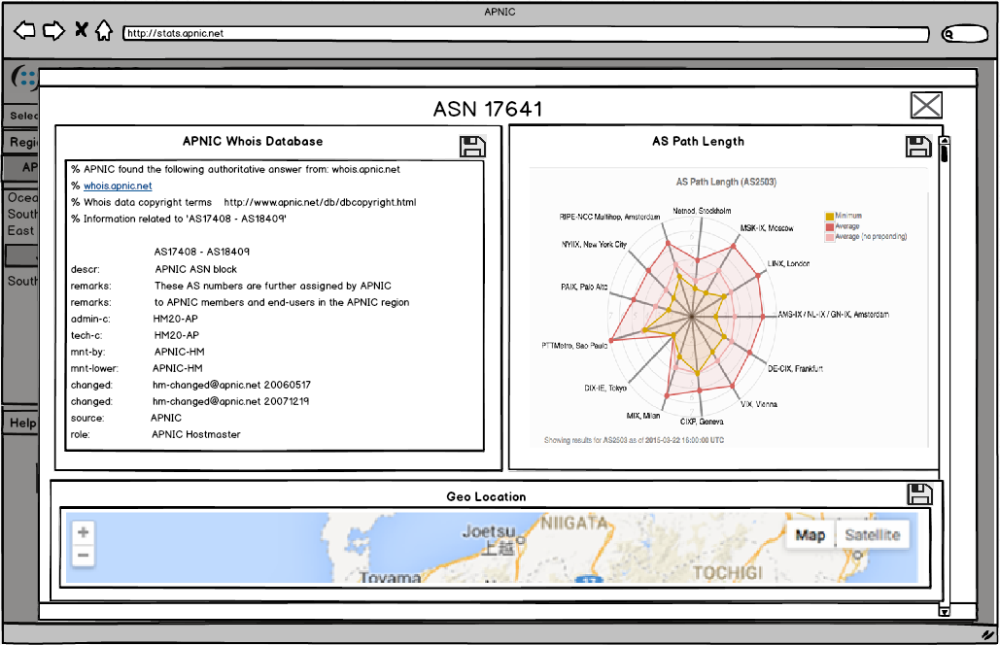 APNIC
http://stats.apnic.net
ASN 17641
Selec
Regi
AP
Ocea
South
East
South
Help
APNIC Whois Database
% APNIC found the following authoritative answer from: whois.apnic.net
% whois.apnic.net
% Whois data copyright terms http://www.apnic.net/db/dbcopyright.html
% Information related to 'AS17408 - AS18409'
AS17408 - AS18409
descr: APNIC ASN block
remarks: These AS numbers are further assigned by APNIC
remarks: to APNIC members and end-users in the APNIC region
admin-c: HM20-AP
tech-c: HM20-AP
mnt-by: APNIC-HM
mnt-lower: APNIC-HM
changed: hm-changed@apnic.net 20060517
changed: hm-changed@apnic.net 20071219
source: APNIC
role: APNIC Hostmaster
AS Path Length
AS Path Length (AS2503)
Netnod, Stockholm
RIPE-NCC Multihop, Amsterdam
MSK-IX, Moscow
NYIIX, New York City
LINX, London
PAIX, Palo Alto
AMS-IX / NL-IX / GN-IX, Amsterdam
PTTMetro, Sao Paulo
DE-CIX, Frankfurt
DIX-IE, Tokyo
VIX, Vienna
MIX, Milan
CIXP, Geneva
Minimum
Average
Average (no prepending)
Showing results for AS2503 as of 2015-03-22 16:00:00 UTC
Geo Location
+
−
Joetsu
上越
NIIGATA
Toyama
TOCHIGI
Map
Satellite